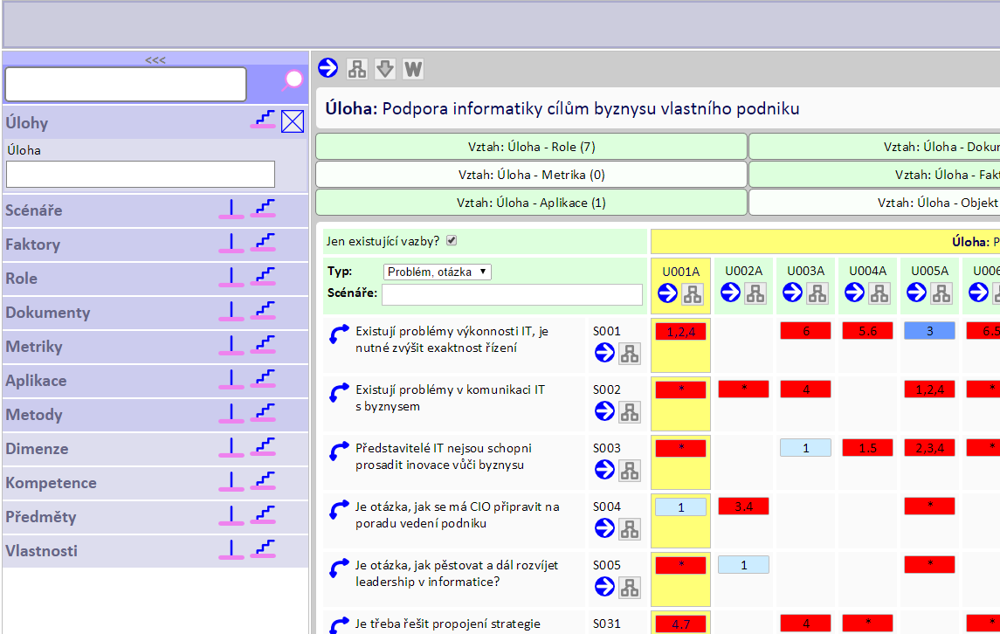 <<<
W
Úlohy
Úloha
Scénáře
Faktory
Role
Dokumenty
Metriky
Aplikace
Metody
Dimenze
Kompetence
Předměty
Vlastnosti
Úloha: Podpora informatiky cílům byznysu vlastního podniku
Vztah: Úloha - Role (7)
Vztah: Úloha - Dokur
Vztah: Úloha - Metrika (0)
Vztah: Úloha - Fakt
Vztah: Úloha - Aplikace (1)
Vztah: Úloha - Objekt
Jen existující vazby?
Úloha: P
Typ: Problém, otázka
Scénáře:
U001A U002A U003A U004A U005A U006
Existují problémy výkonnosti IT, je
nutné zvýšit exaktnost řízení
S001
1,2,4 6 5.6 3 6.5
Existují problémy v komunikaci IT
s byznysem
S002
* * 4 1,2,4 *
Představitelé IT nejsou schopni
prosadit inovace vůči byznysu
S003
* 1 1.5 2,3,4 *
Je otázka, jak se má CIO připravit na
poradu vedení podniku
S004
1 3.4 *
Je otázka, jak pěstovat a dál rozvíjet
leadership v informatice?
S005
* 1 *
Je třeba řešit propojení strategie
S031
4.7 4 * *